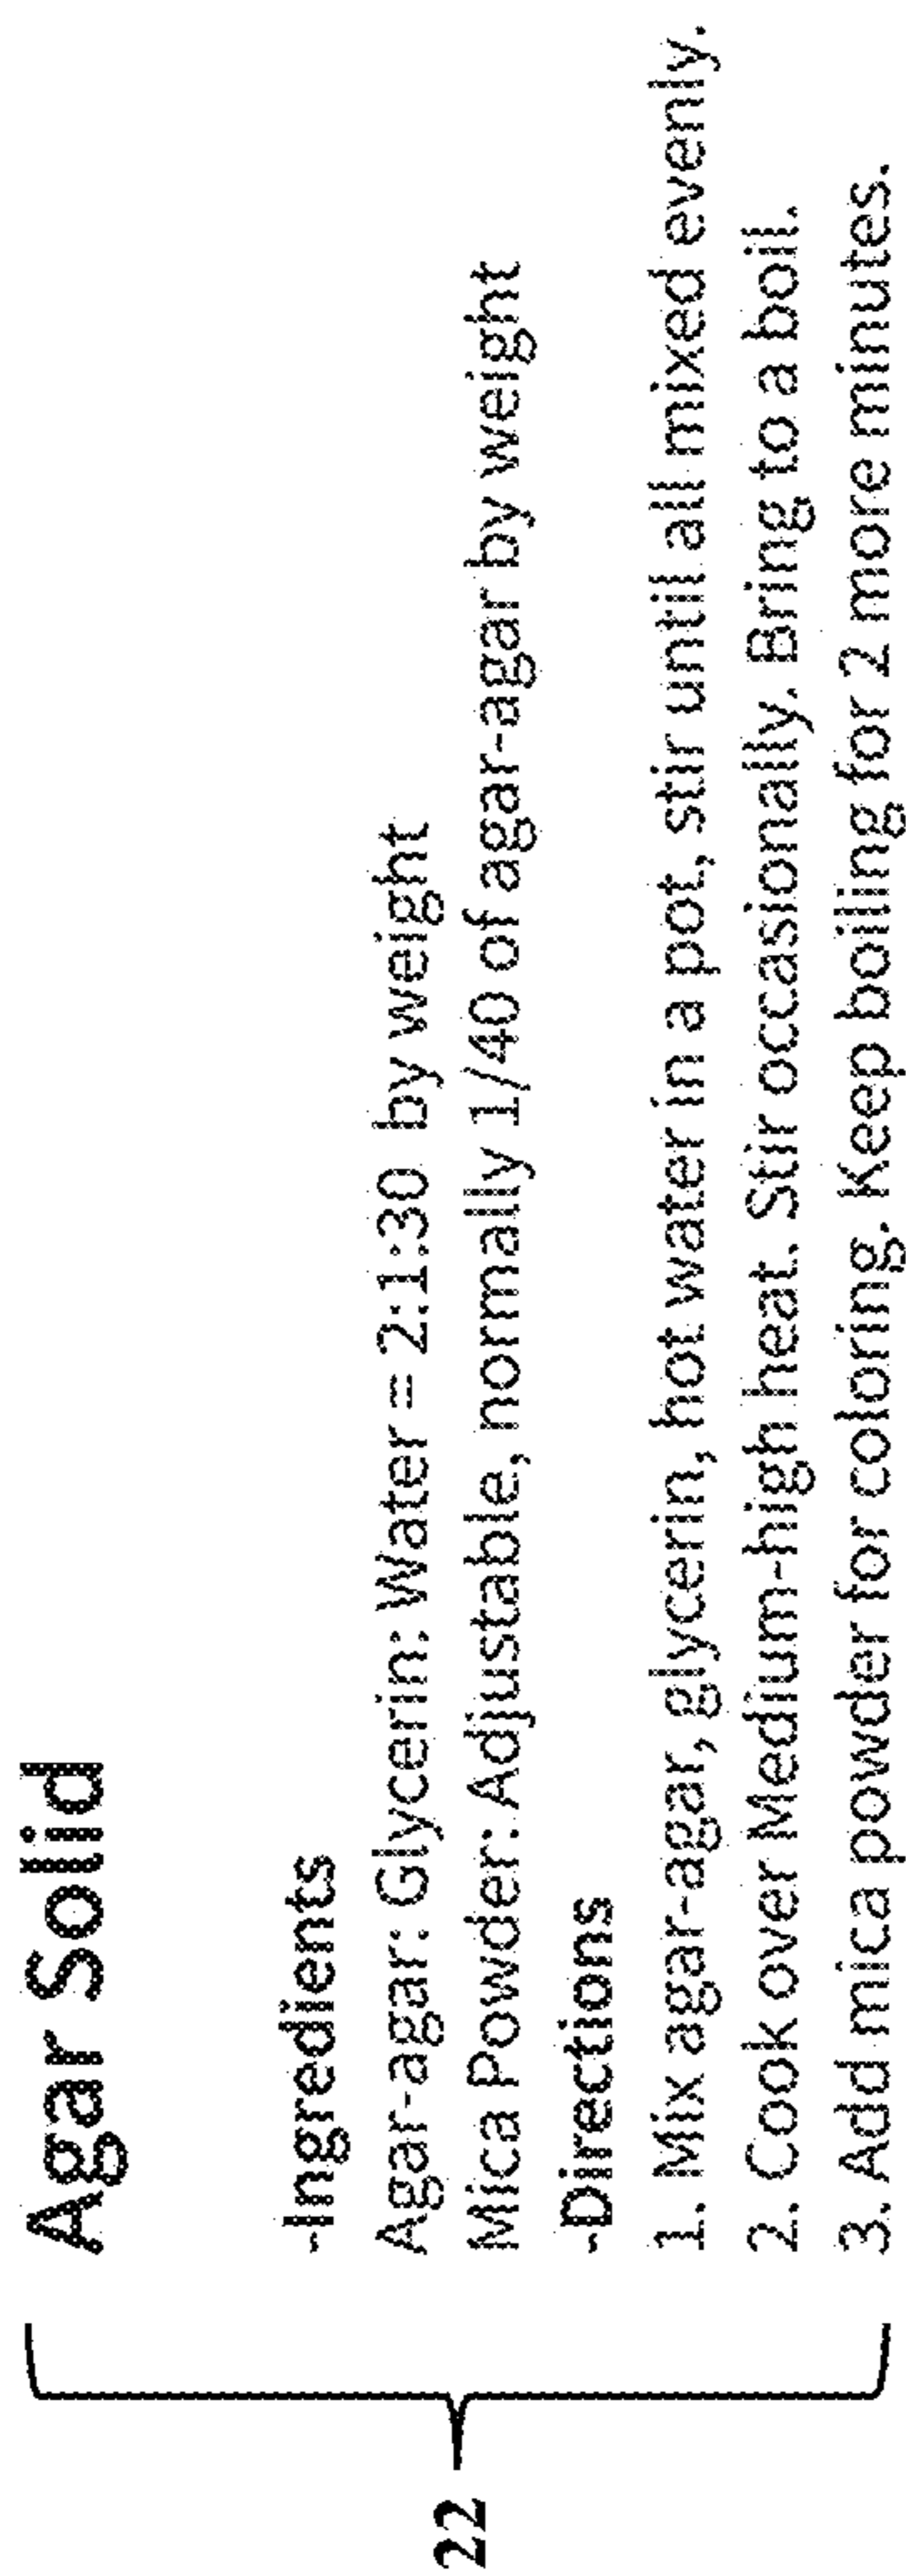 Agar Solid
-Ingredients
Agar-agar: Glycerin: Water = 2:1:30 by weight
Mica Powder: Adjustable, normally 1/40 of agar-agar by weight
-Directions
1. Mix agar-agar, glycerin, hot water in a pot, stir until all mixed evenly.
2. Cook over Medium-high heat. Stir occasionally. Bring to a boil.
3. Add mica powder for coloring. Keep boiling for 2 more minutes.
22